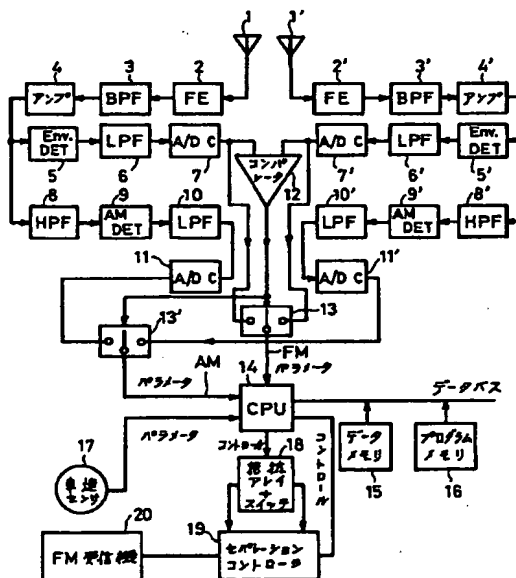 1
1'
4
3
2
2'
3'
4'
アンプ
BPF
FE
FE
BPF
アンプ
Env. DET
LPF
A/D C
コンパレータ
A/D C
LPF
Env. DET
5
6
7
12
7'
6'
5'
8
9
10
10'
9'
8'
HPF
AM DET
LPF
LPF
AM DET
HPF
11
11'
A/D C
A/D C
13'
13
FM
パラメータ
AM
パラメータ
14
CPU
データバス
17
パラメータ
コントロール
18
コントロール
データメモリ
プログラムメモリ
15
16
車速センサ
抵抗アレイ+スイッチ
20
19
FM受信機
セパレーションコントローラ